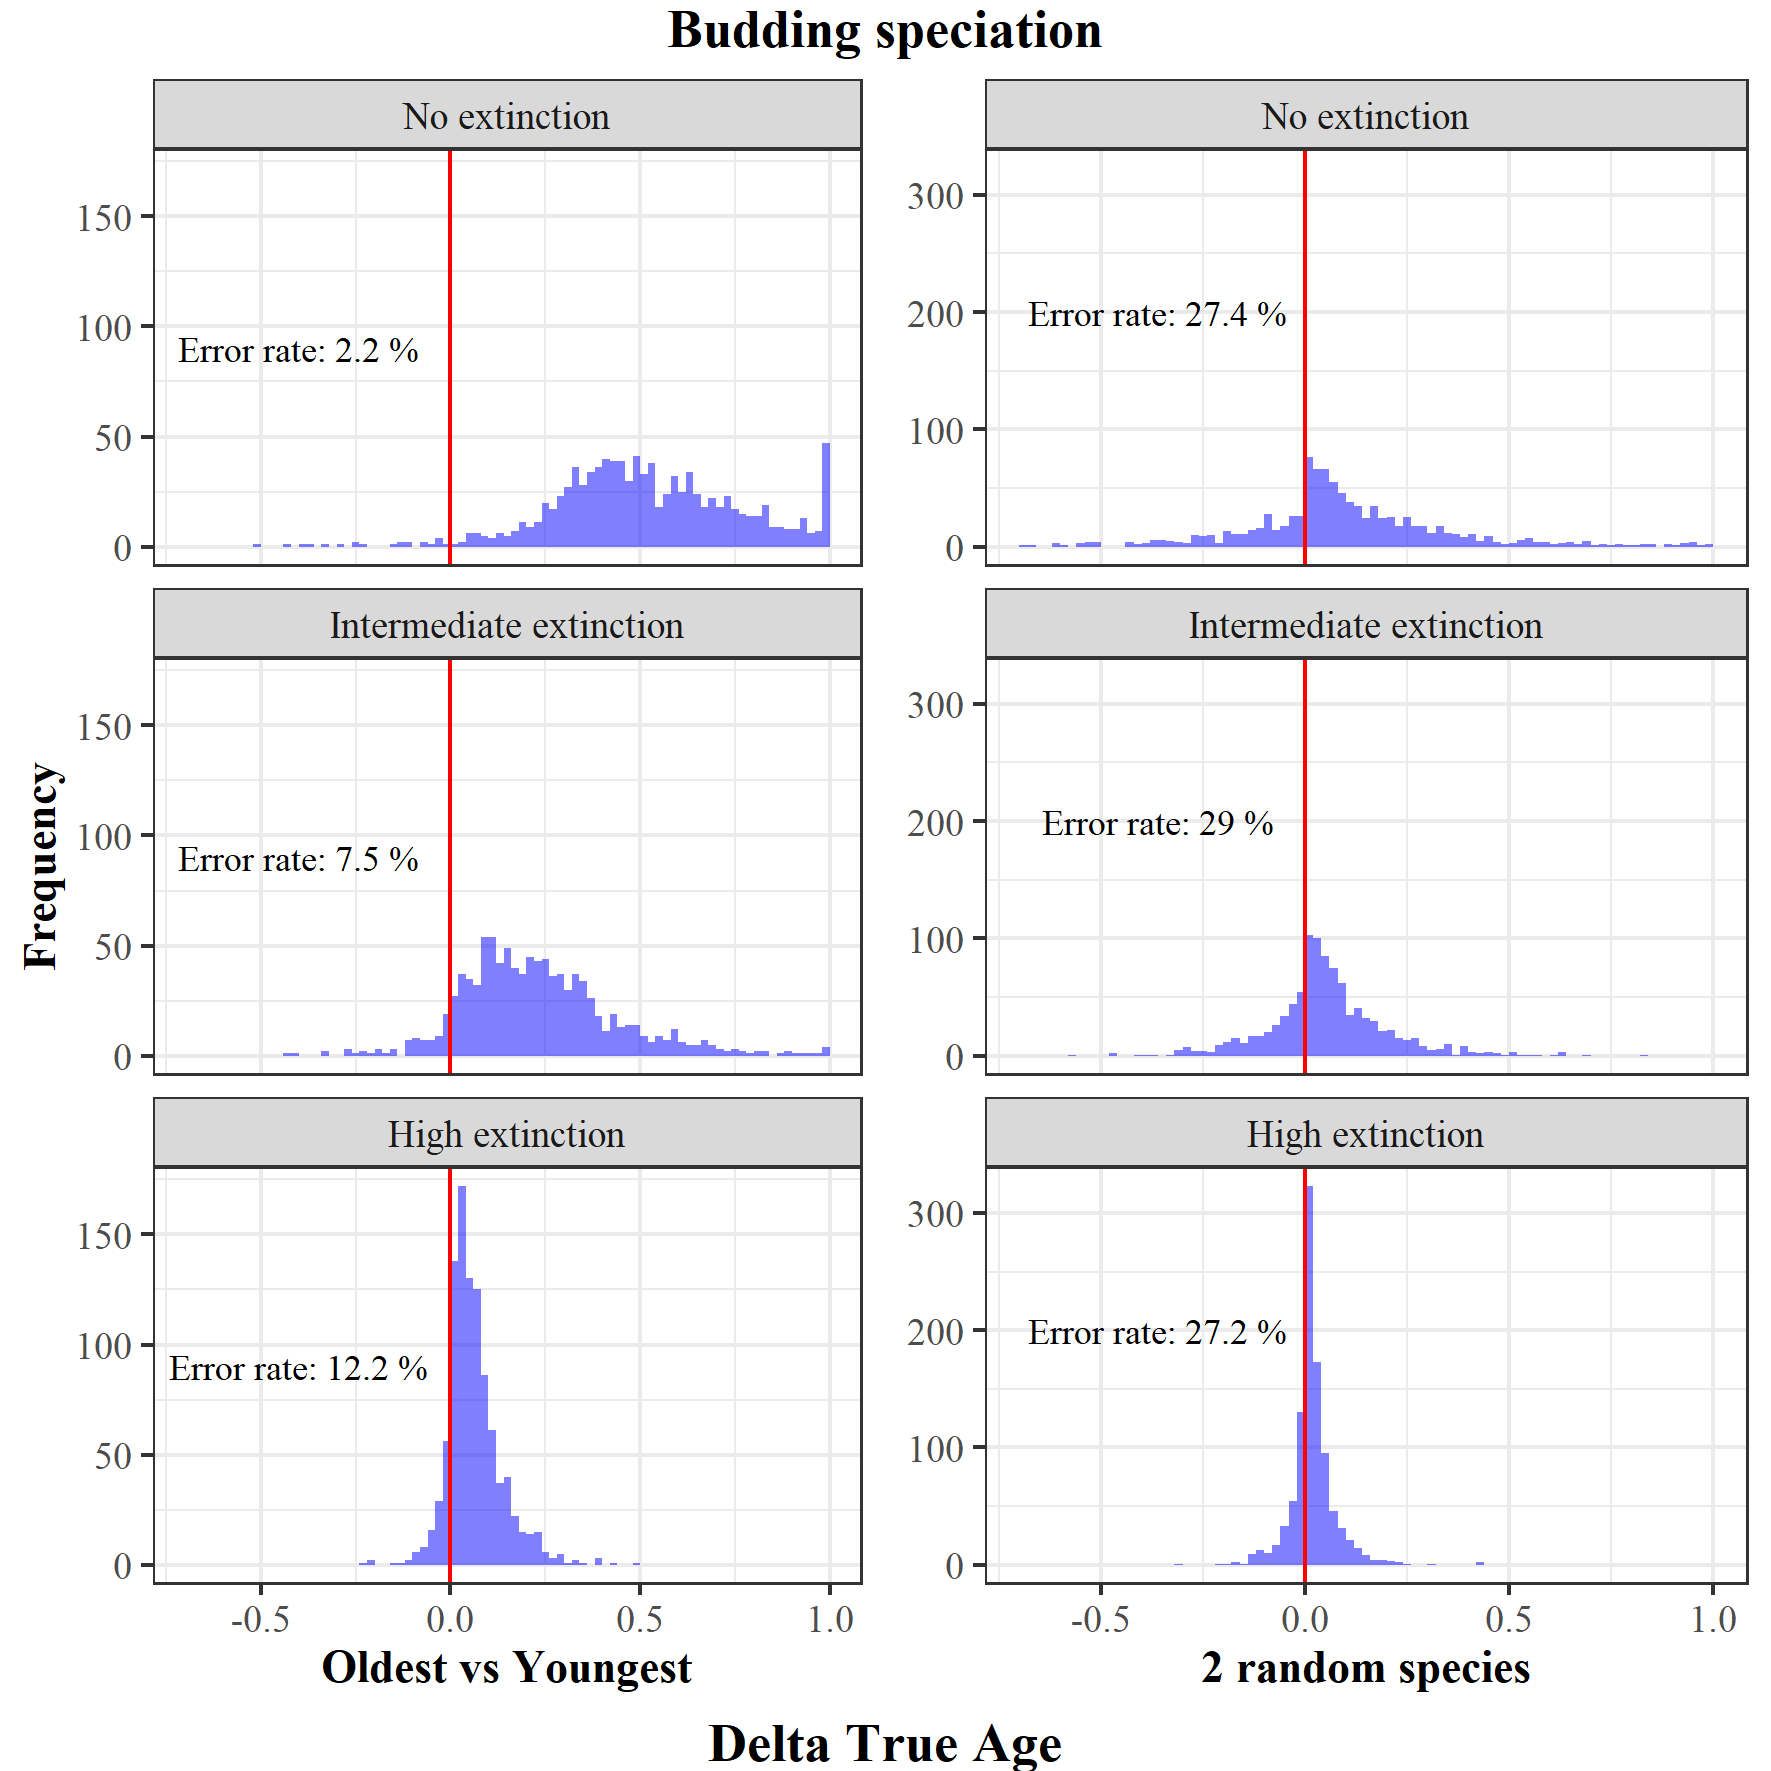 Budding speciation
No extinction
No extinction
150
100
50
0
Error rate: 2.2 %
300
200
100
0
Error rate: 27.4 %
Intermediate extinction
Intermediate extinction
Frequency
150
100
50
0
Error rate: 7.5 %
300
200
100
0
Error rate: 29 %
High extinction
High extinction
150
100
50
0
Error rate: 12.2 %
300
200
100
0
Error rate: 27.2 %
-0.5 0.0 0.5 1.0
-0.5 0.0 0.5 1.0
Oldest vs Youngest
2 random species
Delta True Age